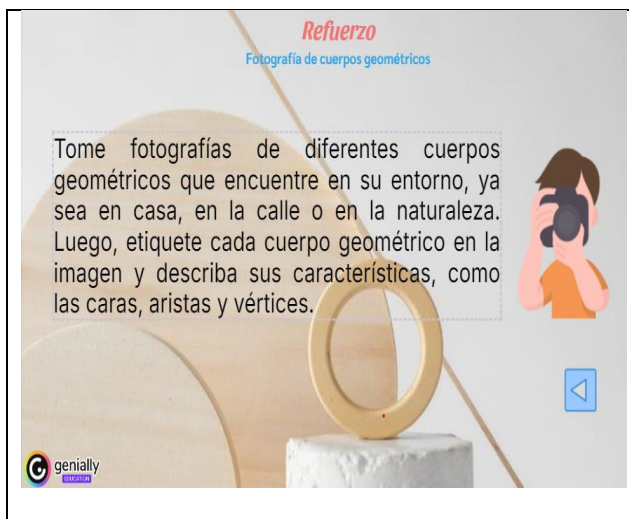 Refuerzo
Fotografía de cuerpos geométricos
Tome fotografías de diferentes cuerpos
geométricos que encuentre en su entorno, ya
sea en casa, en la calle o en la naturaleza.
Luego, etiquete cada cuerpo geométrico en la
imagen y describa sus características, como
las caras, aristas y vértices.
genially
EDUCATION